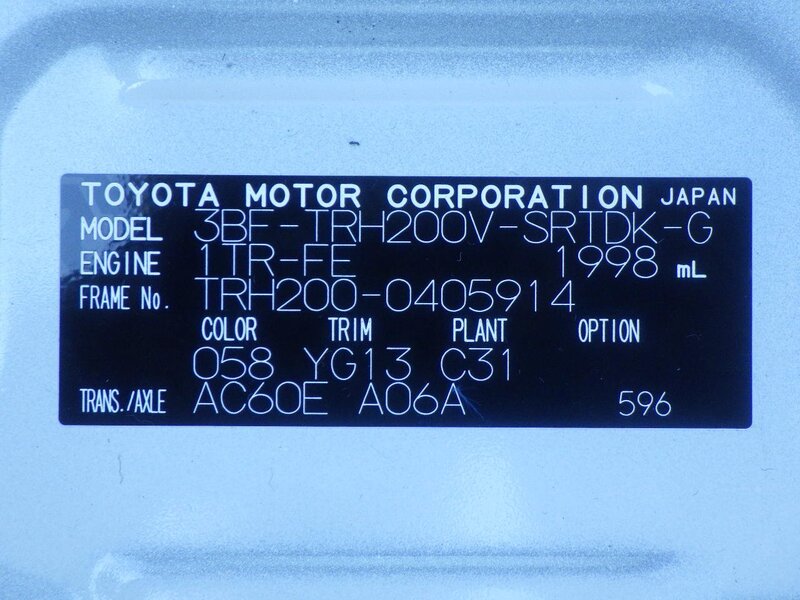 TOYOTA MOTOR CORPORATION JAPAN
MODEL 3BF-TRH200V-SRTDK-G
ENGINE 1TR-FE 1998 mL
FRAME No. TRH200-0405914
COLOR TRIM PLANT OPTION
058 YG13 C31
TRANS./AXLE AC60E A06A 596